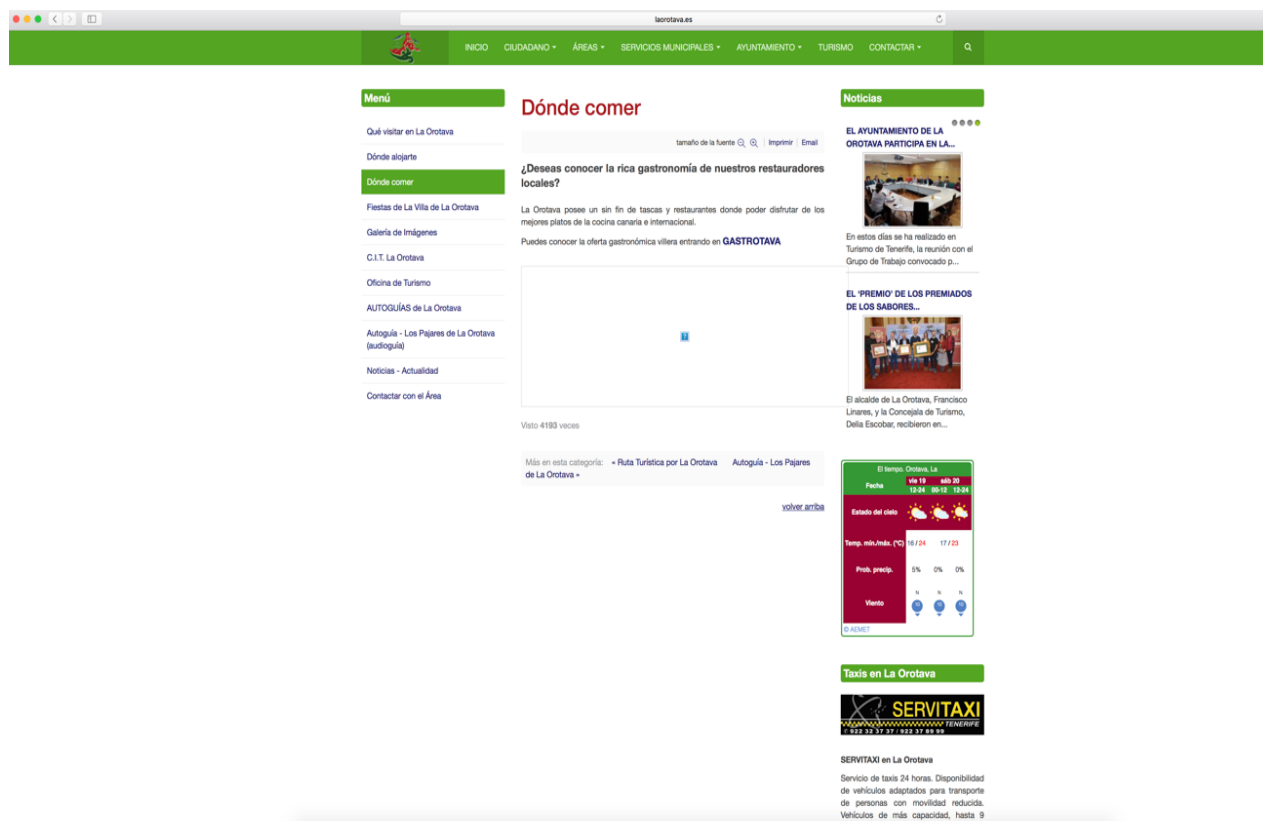 laorotava.es
INICIO CIUDADANO ÁREAS SERVICIOS MUNICIPALES AYUNTAMIENTO TURISMO CONTACTAR
Menú
Qué visitar en La Orotava
Dónde alojarte
Dónde comer
Fiestas de La Villa de La Orotava
Galería de Imágenes
C.I.T. La Orotava
Oficina de Turismo
AUTOGUÍAS de La Orotava
Autoguía - Los Pajares de La Orotava
(audioguía)
Noticias - Actualidad
Contactar con el Área
Dónde comer
tamaño de la fuente Imprimir Email
¿Deseas conocer la rica gastronomía de nuestros restauradores
locales?
La Orotava posee un sin fin de tascas y restaurantes donde poder disfrutar de los
mejores platos de la cocina canaria e internacional.
Puedes conocer la oferta gastronómica villera entrando en GASTROTAVA
?
Visto 4193 veces
Más en esta categoría: « Ruta Turística por La Orotava Autoguía - Los Pajares
de La Orotava »
volver arriba
Noticias
EL AYUNTAMIENTO DE LA
OROTAVA PARTICIPA EN LA...
En estos días se ha realizado en
Turismo de Tenerife, la reunión con el
Grupo de Trabajo convocado p...
EL 'PREMIO' DE LOS PREMIADOS
DE LOS SABORES...
El alcalde de La Orotava, Francisco
Linares, y la Concejala de Turismo,
Delia Escobar, recibieron en...
El tiempo. Orotava, La
Fecha vie 19 sáb 20
12-24 00-12 12-24
Estado del cielo
Temp. mín./máx. (°C) 16 / 24 17 / 23
Prob. precip. 5% 0% 0%
N N N
Viento
© AEMET
Taxis en La Orotava
SERVITAXI
TENERIFE
922 32 37 37 / 922 37 89 99
SERVITAXI en La Orotava
Servicio de taxis 24 horas. Disponibilidad
de vehículos adaptados para transporte
de personas con movilidad reducida.
Vehículos de más capacidad, hasta 9